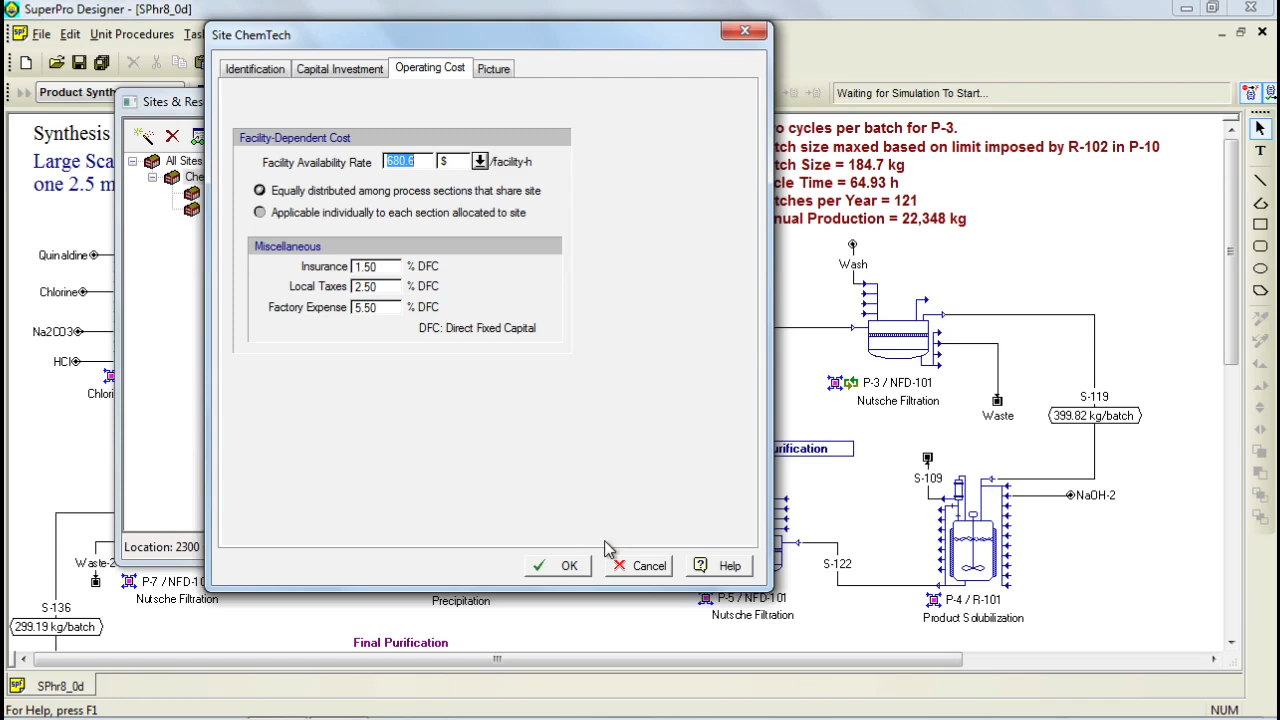 SuperPro Designer - [SPhr8_0d]
File Edit Unit Procedures
Product Synth
Waiting for Simulation To Start...
Sites & Res
All Sites
Location: 2300
Site ChemTech
Identification Capital Investment Operating Cost Picture
Facility-Dependent Cost
Facility Availability Rate 680.6 $ /facility-h
Equally distributed among process sections that share site
Applicable individually to each section allocated to site
Miscellaneous
Insurance 1.50 % DFC
Local Taxes 2.50 % DFC
Factory Expense 5.50 % DFC
DFC: Direct Fixed Capital
OK Cancel Help
Synthesis
Large Sca
one 2.5 m
o cycles per batch for P-3.
tch size maxed based on limit imposed by R-102 in P-10
tch Size = 184.7 kg
cle Time = 64.93 h
tches per Year = 121
nual Production = 22,348 kg
Quinaldine
Chlorine
Na2CO3
HCl
Chlori
Wash
P-3 / NFD-101
Nutsche Filtration
Waste
S-119
399.82 kg/batch
urification
S-109
NaOH-2
S-122
P-4 / R-101
Product Solubilization
P-5 / NFD-101
Nutsche Filtration
Waste-2
P-7 / NFD-10
Nutsche Filtration
Precipitation
S-136
299.19 kg/batch
Final Purification
SPhr8_0d
For Help, press F1
NUM